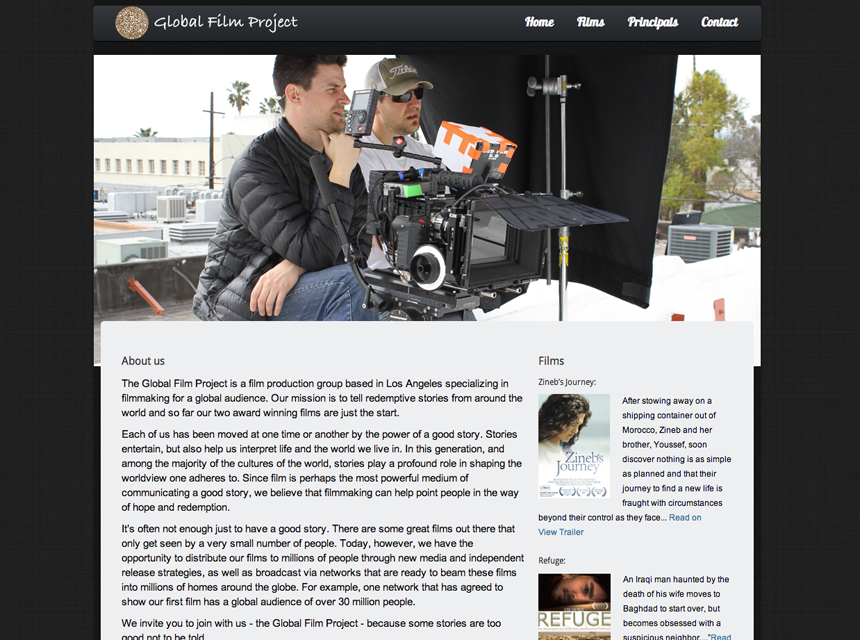 Global Film Project
Home Films Principals Contact
Titleist
About us
The Global Film Project is a film production group based in Los Angeles specializing in
filmmaking for a global audience. Our mission is to tell redemptive stories from around the
world and so far our two award winning films are just the start.
Each of us has been moved at one time or another by the power of a good story. Stories
entertain, but also help us interpret life and the world we live in. In this generation, and
among the majority of the cultures of the world, stories play a profound role in shaping the
worldview one adheres to. Since film is perhaps the most powerful medium of
communicating a good story, we believe that filmmaking can help point people in the way
of hope and redemption.
It's often not enough just to have a good story. There are some great films out there that
only get seen by a very small number of people. Today, however, we have the
opportunity to distribute our films to millions of people through new media and independent
release strategies, as well as broadcast via networks that are ready to beam these films
into millions of homes around the globe. For example, one network that has agreed to
show our first film has a global audience of over 30 million people.
We invite you to join with us - the Global Film Project - because some stories are too
good not to be told
Films
Zineb's Journey:
Zineb's
Journey
After stowing away on a
shipping container out of
Morocco, Zineb and her
brother, Youssef, soon
discover nothing is as simple
as planned and that their
journey to find a new life is
fraught with circumstances
beyond their control as they face... Read on
View Trailer
Refuge:
REFUGE
An Iraqi man haunted by the
death of his wife moves to
Baghdad to start over, but
becomes obsessed with a
suspicious neighbor...."Read